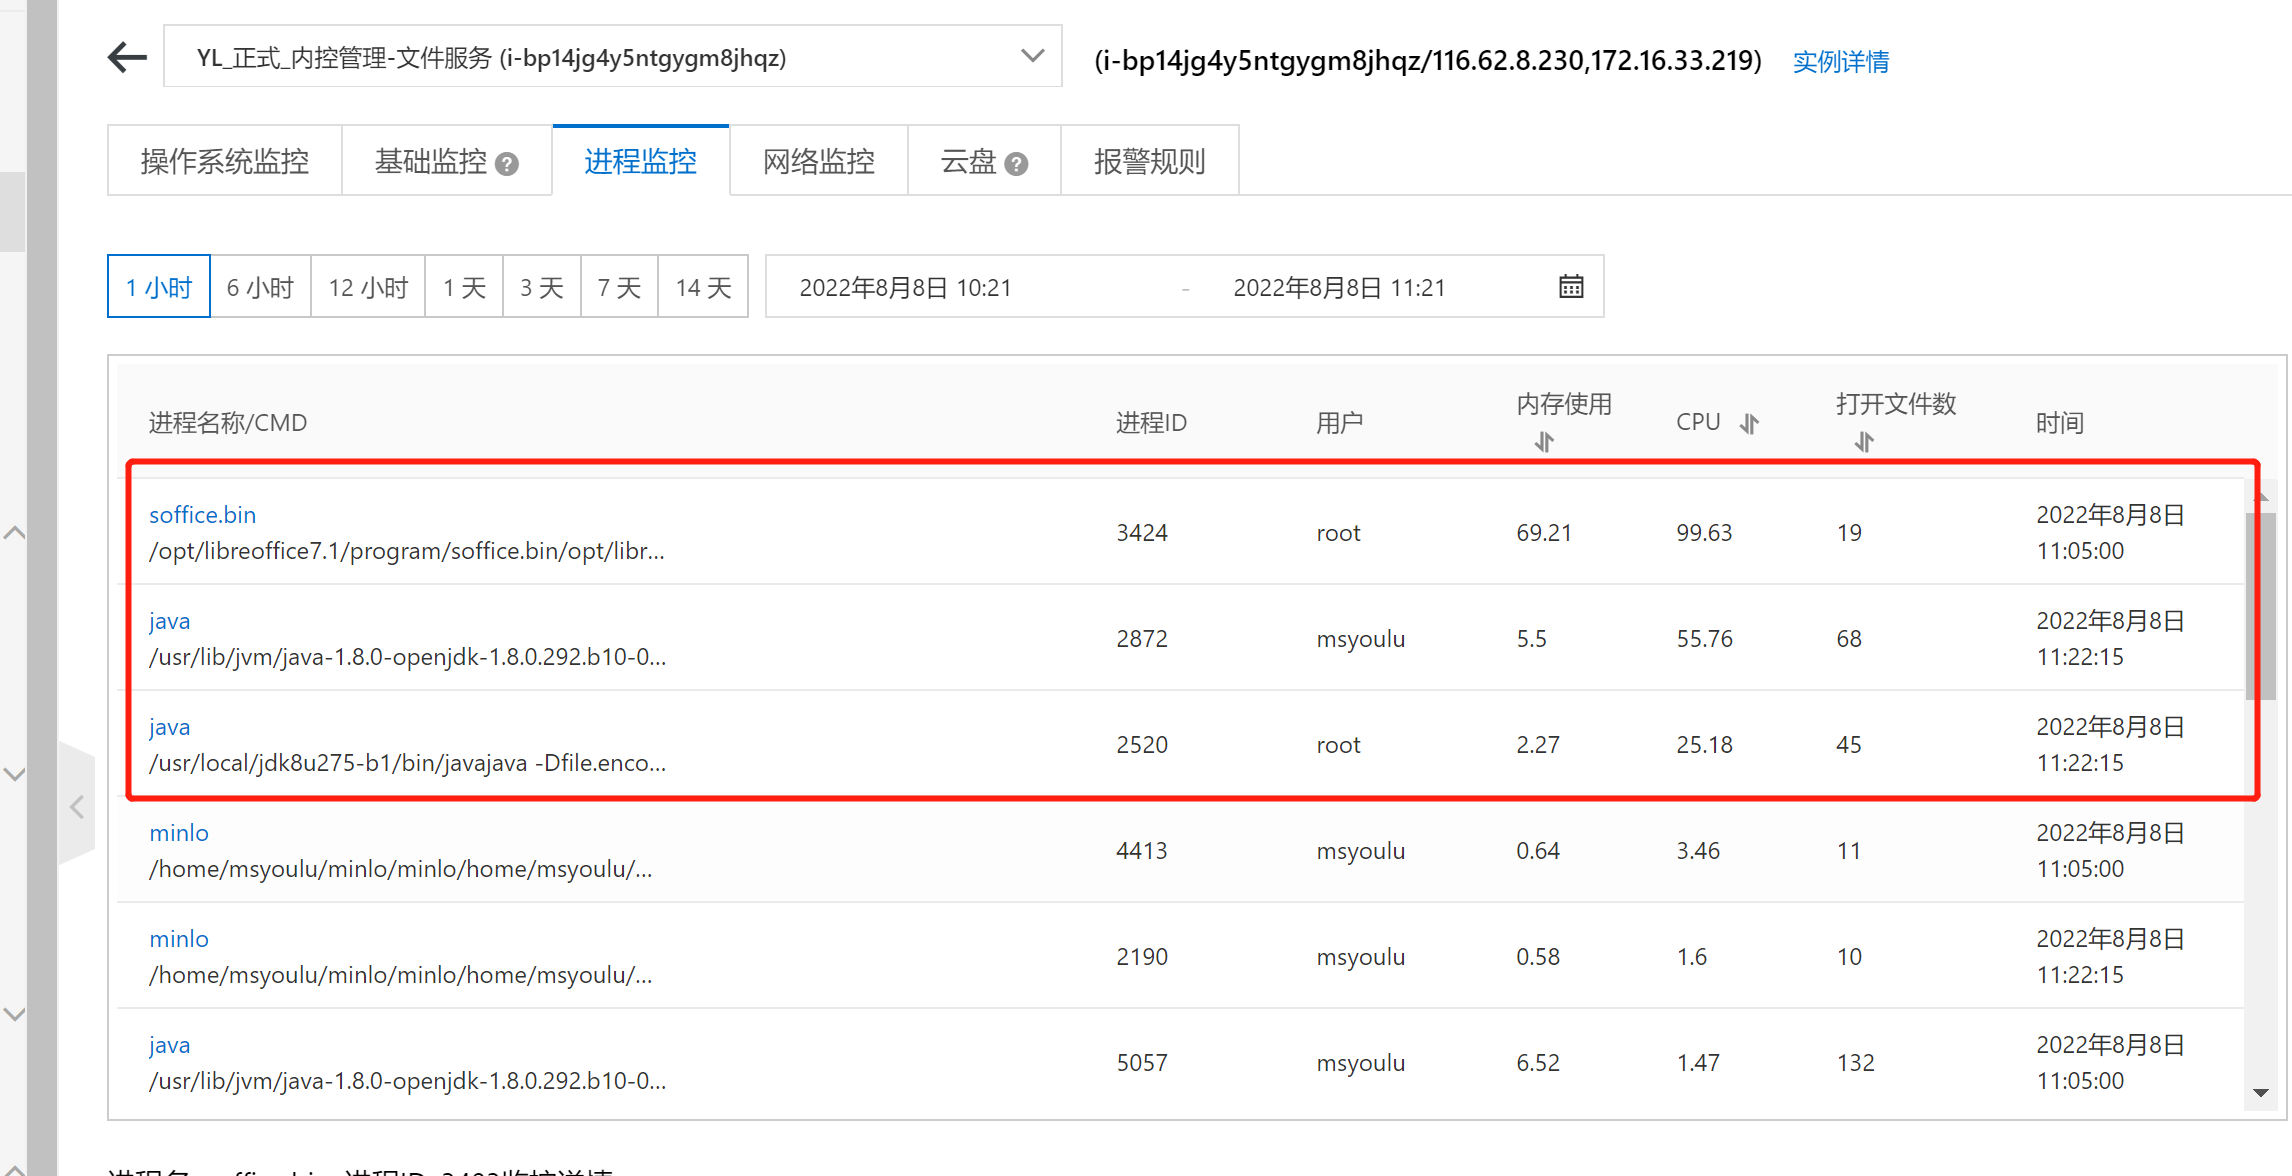 YL_正式_内控管理-文件服务 (i-bp14jg4y5ntgygm8jhqz)
(i-bp14jg4y5ntgygm8jhqz/116.62.8.230,172.16.33.219) 实例详情
操作系统监控 基础监控 ? 进程监控 网络监控 云盘 ? 报警规则
1 小时 6 小时 12 小时 1 天 3 天 7 天 14 天 2022年8月8日 10:21 - 2022年8月8日 11:21
进程名称/CMD 进程ID 用户 内存使用 CPU 打开文件数 时间
soffice.bin
/opt/libreoffice7.1/program/soffice.bin/opt/libr... 3424 root 69.21 99.63 19 2022年8月8日
11:05:00
java
/usr/lib/jvm/java-1.8.0-openjdk-1.8.0.292.b10-0... 2872 msyoulu 5.5 55.76 68 2022年8月8日
11:22:15
java
/usr/local/jdk8u275-b1/bin/javajava -Dfile.enco... 2520 root 2.27 25.18 45 2022年8月8日
11:22:15
minlo
/home/msyoulu/minlo/minlo/home/msyoulu/... 4413 msyoulu 0.64 3.46 11 2022年8月8日
11:05:00
minlo
/home/msyoulu/minlo/minlo/home/msyoulu/... 2190 msyoulu 0.58 1.6 10 2022年8月8日
11:22:15
java
/usr/lib/jvm/java-1.8.0-openjdk-1.8.0.292.b10-0... 5057 msyoulu 6.52 1.47 132 2022年8月8日
11:05:00